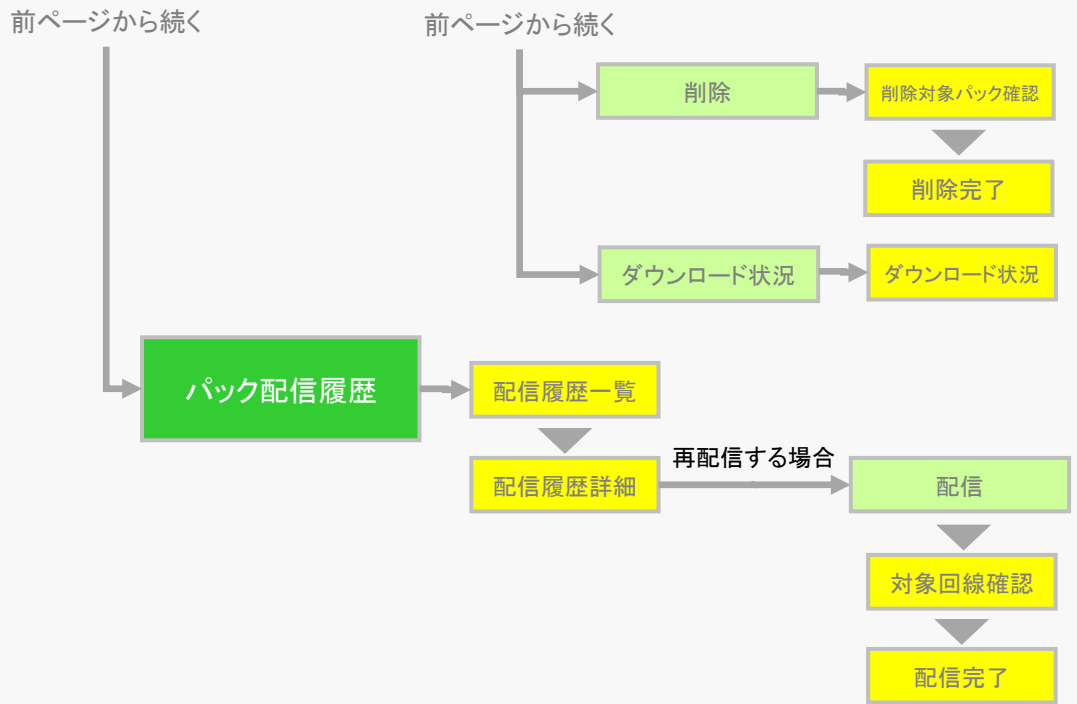 前ページから続く
前ページから続く
削除
削除対象パック確認
削除完了
ダウンロード状況
ダウンロード状況
パック配信履歴
配信履歴一覧
配信履歴詳細
再配信する場合
配信
対象回線確認
配信完了